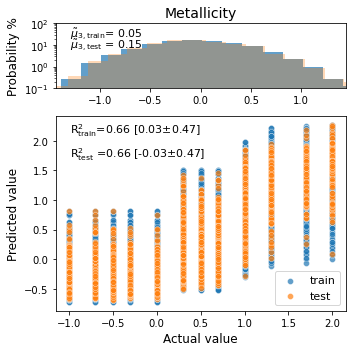 Metallicity
Probability %
10²
10¹
10⁰
10⁻¹
μ̃₃,train= 0.05
μ̃₃,test = 0.15
−1.0 −0.5 0.0 0.5 1.0
R²train=0.66 [0.03±0.47]
R²test =0.66 [-0.03±0.47]
Predicted value
2.0
1.5
1.0
0.5
0.0
−0.5
train
test
−1.0 −0.5 0.0 0.5 1.0 1.5 2.0
Actual value